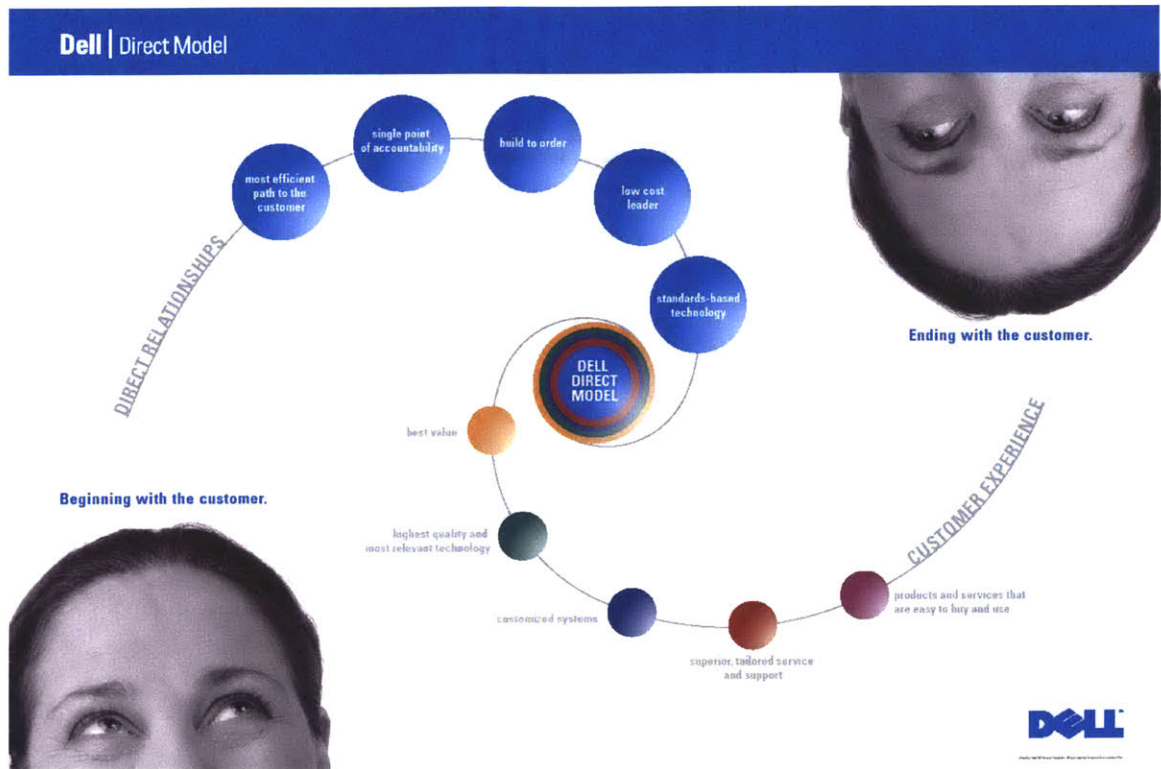 Dell | Direct Model
single point
of accountability
build to order
most efficient
path to the
customer
low cost
leader
DIRECT RELATIONSHIPS
standards-based
technology
Ending with the customer.
DELL
DIRECT
MODEL
best value
CUSTOMER EXPERIENCE
Beginning with the customer.
highest quality and
most relevant technology
products and services that
are easy to buy and use
customized systems
superior, tailored service
and support
DELL™